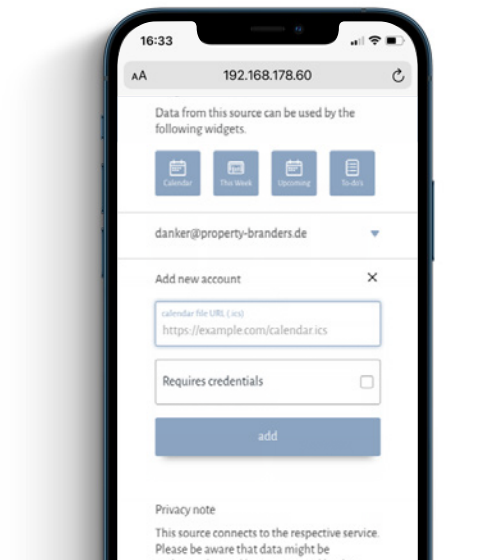 16:33
AA
192.168.178.60
Data from this source can be used by the
following widgets.
Calendar
This Week
Upcoming
To-do's
danker@property-branders.de
Add new account
calendar file URL (.ics)
https://example.com/calendar.ics
Requires credentials
add
Privacy note
This source connects to the respective service.
Please be aware that data might be